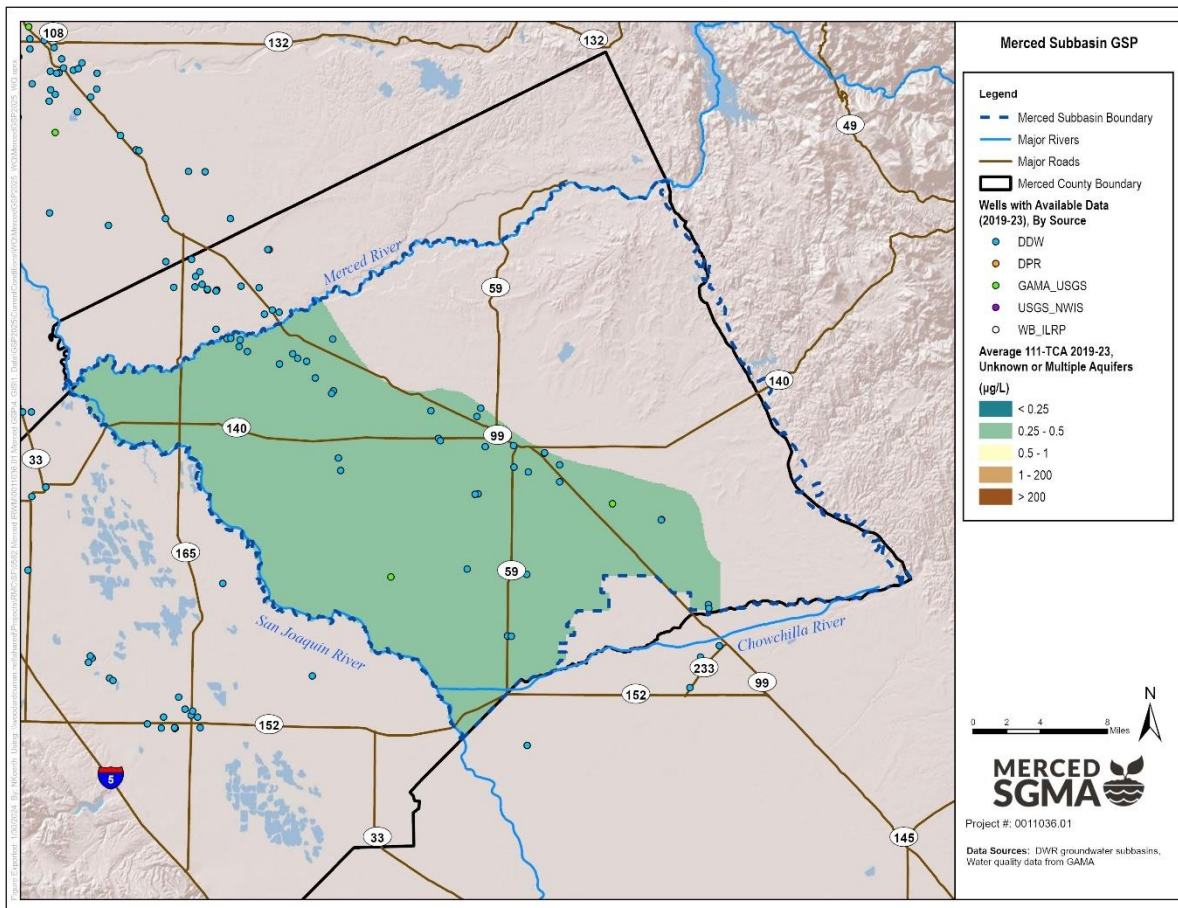 108
132
132
49
Merced River
59
140
140
99
33
165
59
San Joaquin River
Chowchilla River
233
152
99
152
5
33
145
Merced Subbasin GSP
Legend
Merced Subbasin Boundary
Major Rivers
Major Roads
Merced County Boundary
Wells with Available Data
(2019-23), By Source
DDW
DPR
GAMA_USGS
USGS_NWIS
WB_ILRP
Average 111-TCA 2019-23,
Unknown or Multiple Aquifers
(µg/L)
< 0.25
0.25 - 0.5
0.5 - 1
1 - 200
> 200
N
0 2 4 8
Miles
MERCED
SGMA
Project #: 0011036.01
Data Sources: DWR groundwater subbasins,
Water quality data from GAMA